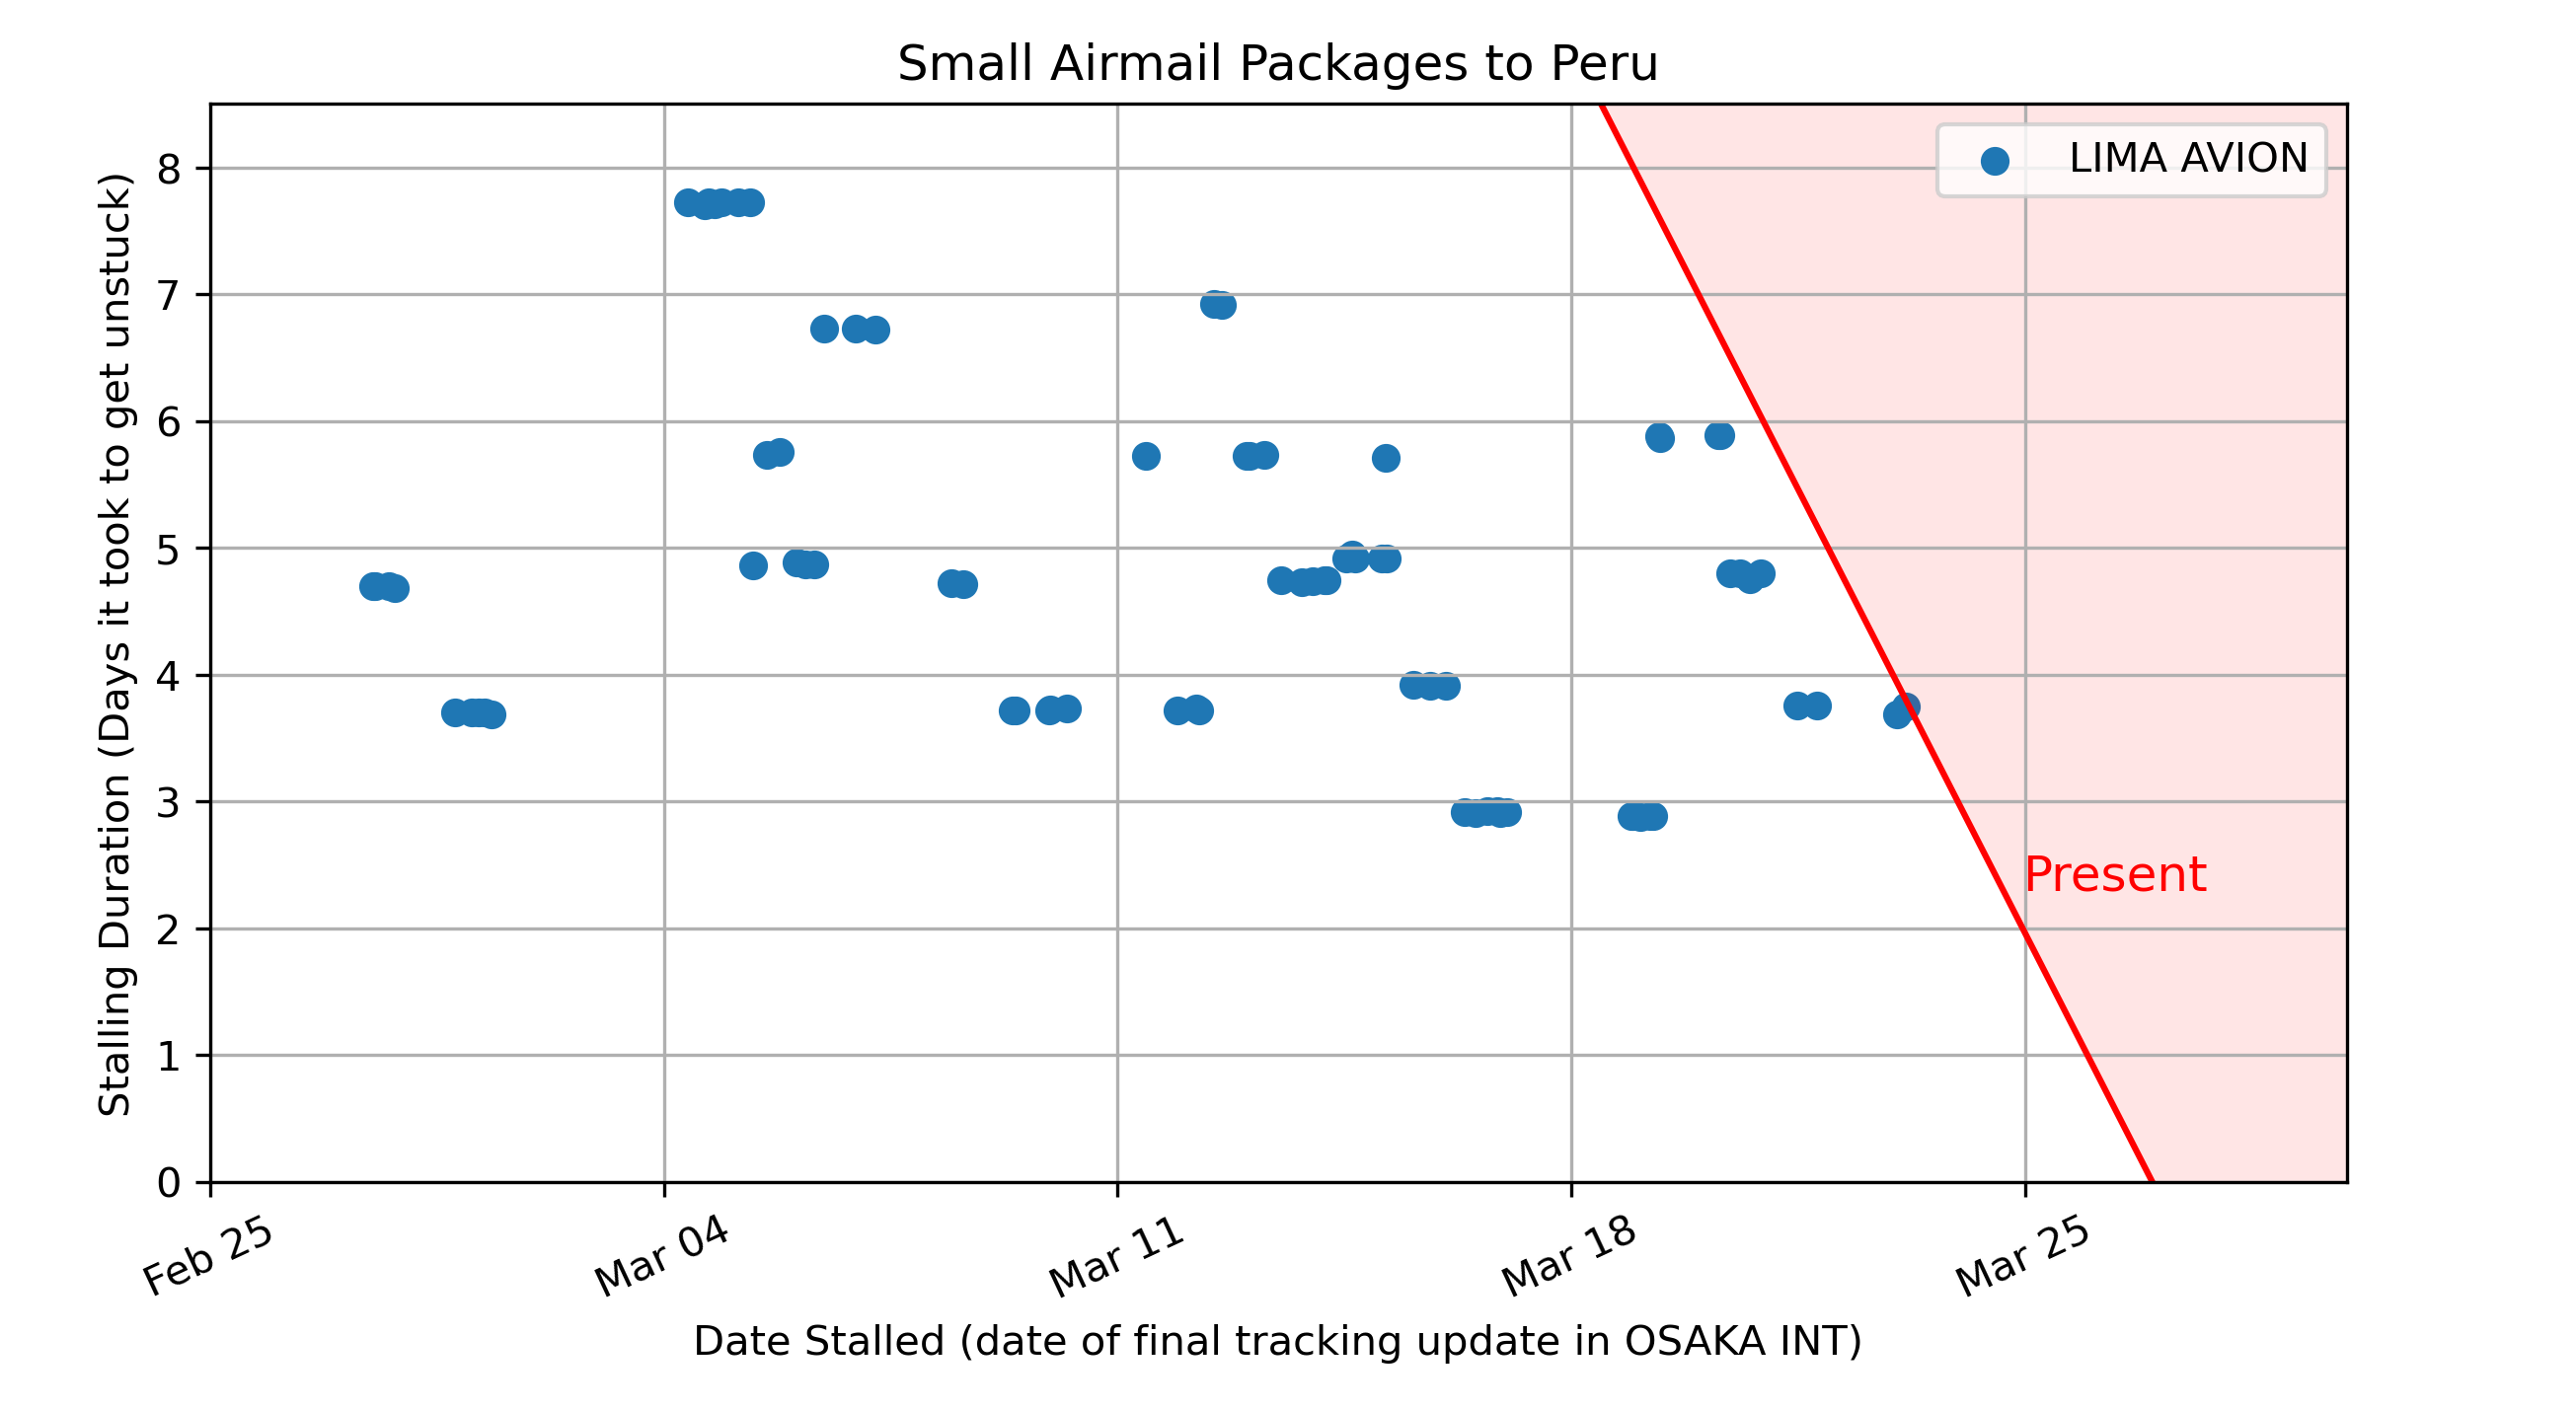 Small Airmail Packages to Peru
LIMA AVION
Stalling Duration (Days it took to get unstuck)
8
7
6
5
4
3
2
1
0
Present
Feb 25
Mar 04
Mar 11
Mar 18
Mar 25
Date Stalled (date of final tracking update in OSAKA INT)